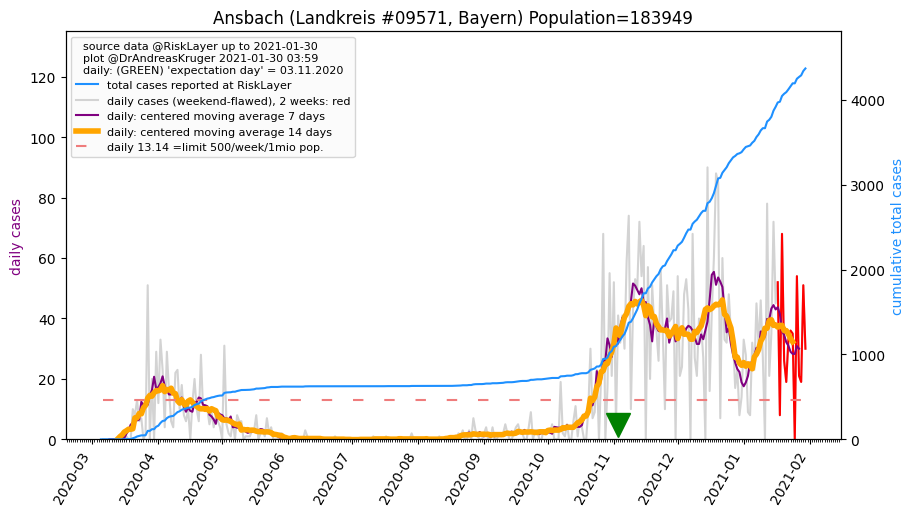 Ansbach (Landkreis #09571, Bayern) Population=183949
source data @RiskLayer up to 2021-01-30
plot @DrAndreasKruger 2021-01-30 03:59
daily: (GREEN) 'expectation day' = 03.11.2020
total cases reported at RiskLayer
daily cases (weekend-flawed), 2 weeks: red
daily: centered moving average 7 days
daily: centered moving average 14 days
daily 13.14 =limit 500/week/1mio pop.
daily cases
120
100
80
60
40
20
0
4000
3000
2000
1000
0
cumulative total cases
2020-03
2020-04
2020-05
2020-06
2020-07
2020-08
2020-09
2020-10
2020-11
2020-12
2021-01
2021-02